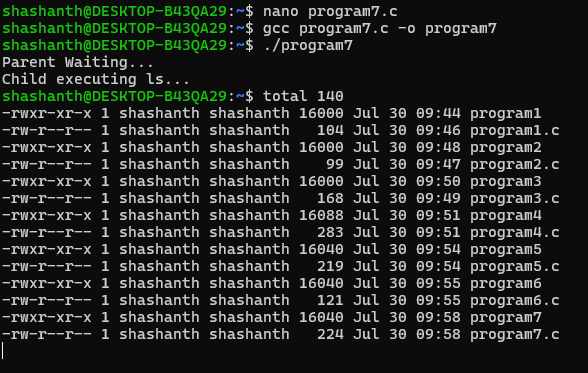 shashanth@DESKTOP-B43QA29:~$ nano program7.c
shashanth@DESKTOP-B43QA29:~$ gcc program7.c -o program7
shashanth@DESKTOP-B43QA29:~$ ./program7
Parent Waiting...
Child executing ls...
shashanth@DESKTOP-B43QA29:~$ total 140
-rwxr-xr-x 1 shashanth shashanth 16000 Jul 30 09:44 program1
-rw-r--r-- 1 shashanth shashanth   104 Jul 30 09:46 program1.c
-rwxr-xr-x 1 shashanth shashanth 16000 Jul 30 09:48 program2
-rw-r--r-- 1 shashanth shashanth    99 Jul 30 09:47 program2.c
-rwxr-xr-x 1 shashanth shashanth 16000 Jul 30 09:50 program3
-rw-r--r-- 1 shashanth shashanth   168 Jul 30 09:49 program3.c
-rwxr-xr-x 1 shashanth shashanth 16088 Jul 30 09:51 program4
-rw-r--r-- 1 shashanth shashanth   283 Jul 30 09:51 program4.c
-rwxr-xr-x 1 shashanth shashanth 16040 Jul 30 09:54 program5
-rw-r--r-- 1 shashanth shashanth   219 Jul 30 09:54 program5.c
-rwxr-xr-x 1 shashanth shashanth 16040 Jul 30 09:55 program6
-rw-r--r-- 1 shashanth shashanth   121 Jul 30 09:55 program6.c
-rwxr-xr-x 1 shashanth shashanth 16040 Jul 30 09:58 program7
-rw-r--r-- 1 shashanth shashanth   224 Jul 30 09:58 program7.c